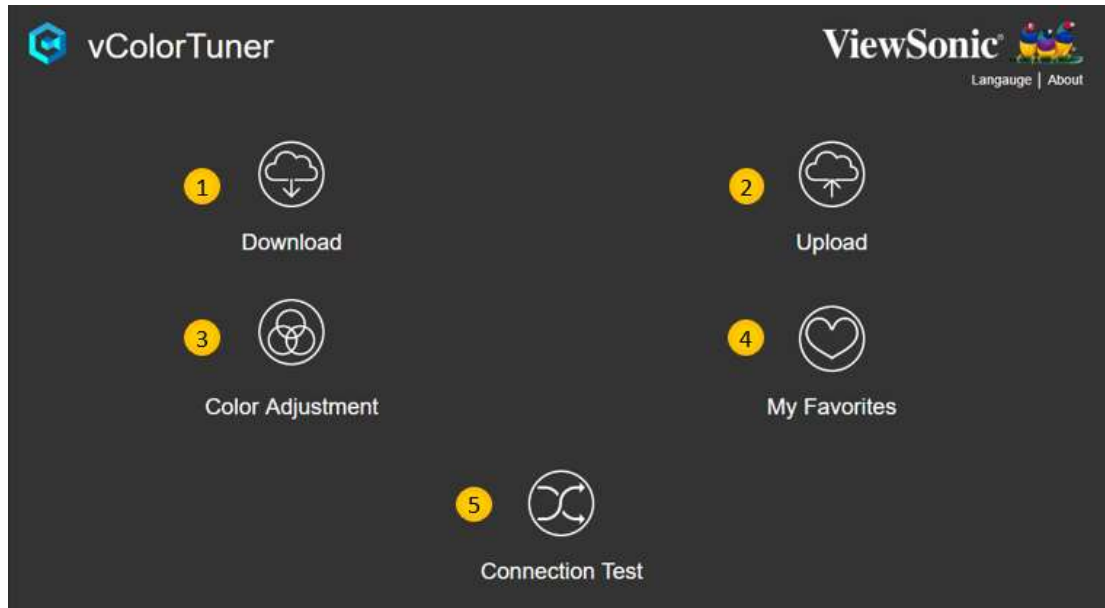 vColorTuner
ViewSonic®
Langauge | About
1
2
Download
Upload
3
4
Color Adjustment
My Favorites
5
Connection Test